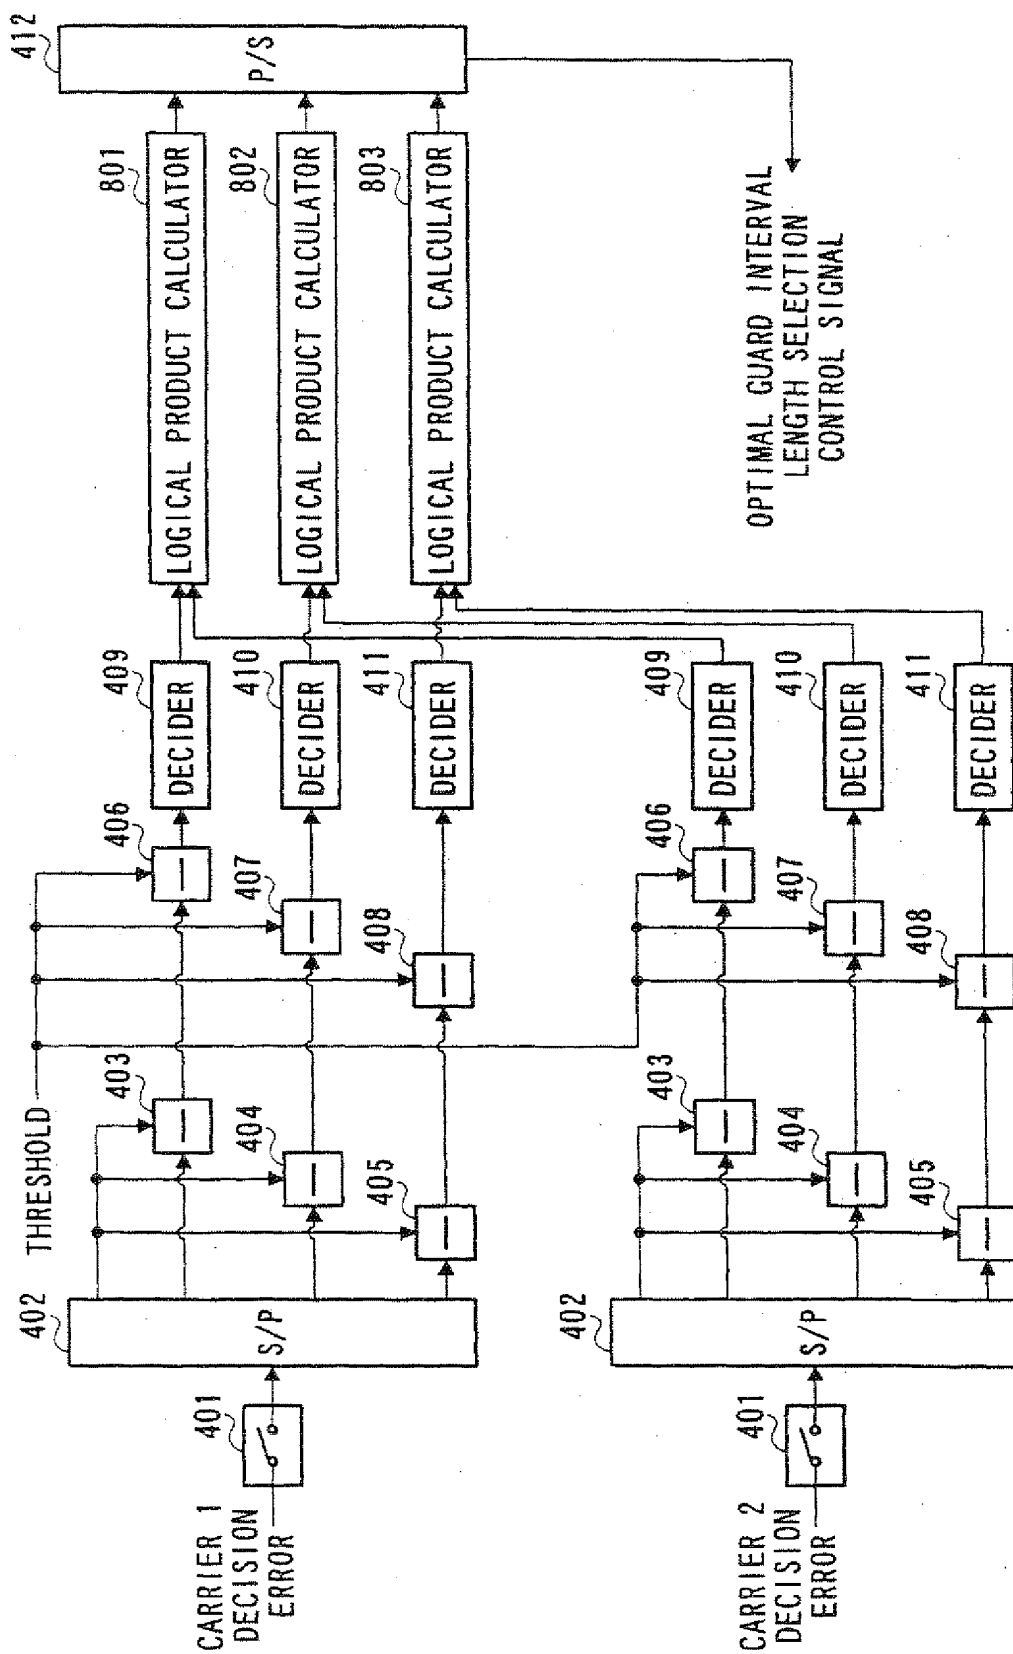 CARRIER 1
DECISION
ERROR
401
402
S/P
THRESHOLD
403
404
405
406
407
408
409
DECIDER
410
DECIDER
411
DECIDER
801
LOGICAL PRODUCT CALCULATOR
802
LOGICAL PRODUCT CALCULATOR
803
LOGICAL PRODUCT CALCULATOR
412
P/S
CARRIER 2
DECISION
ERROR
401
402
S/P
403
404
405
406
407
408
409
DECIDER
410
DECIDER
411
DECIDER
OPTIMAL GUARD INTERVAL
LENGTH SELECTION
CONTROL SIGNAL